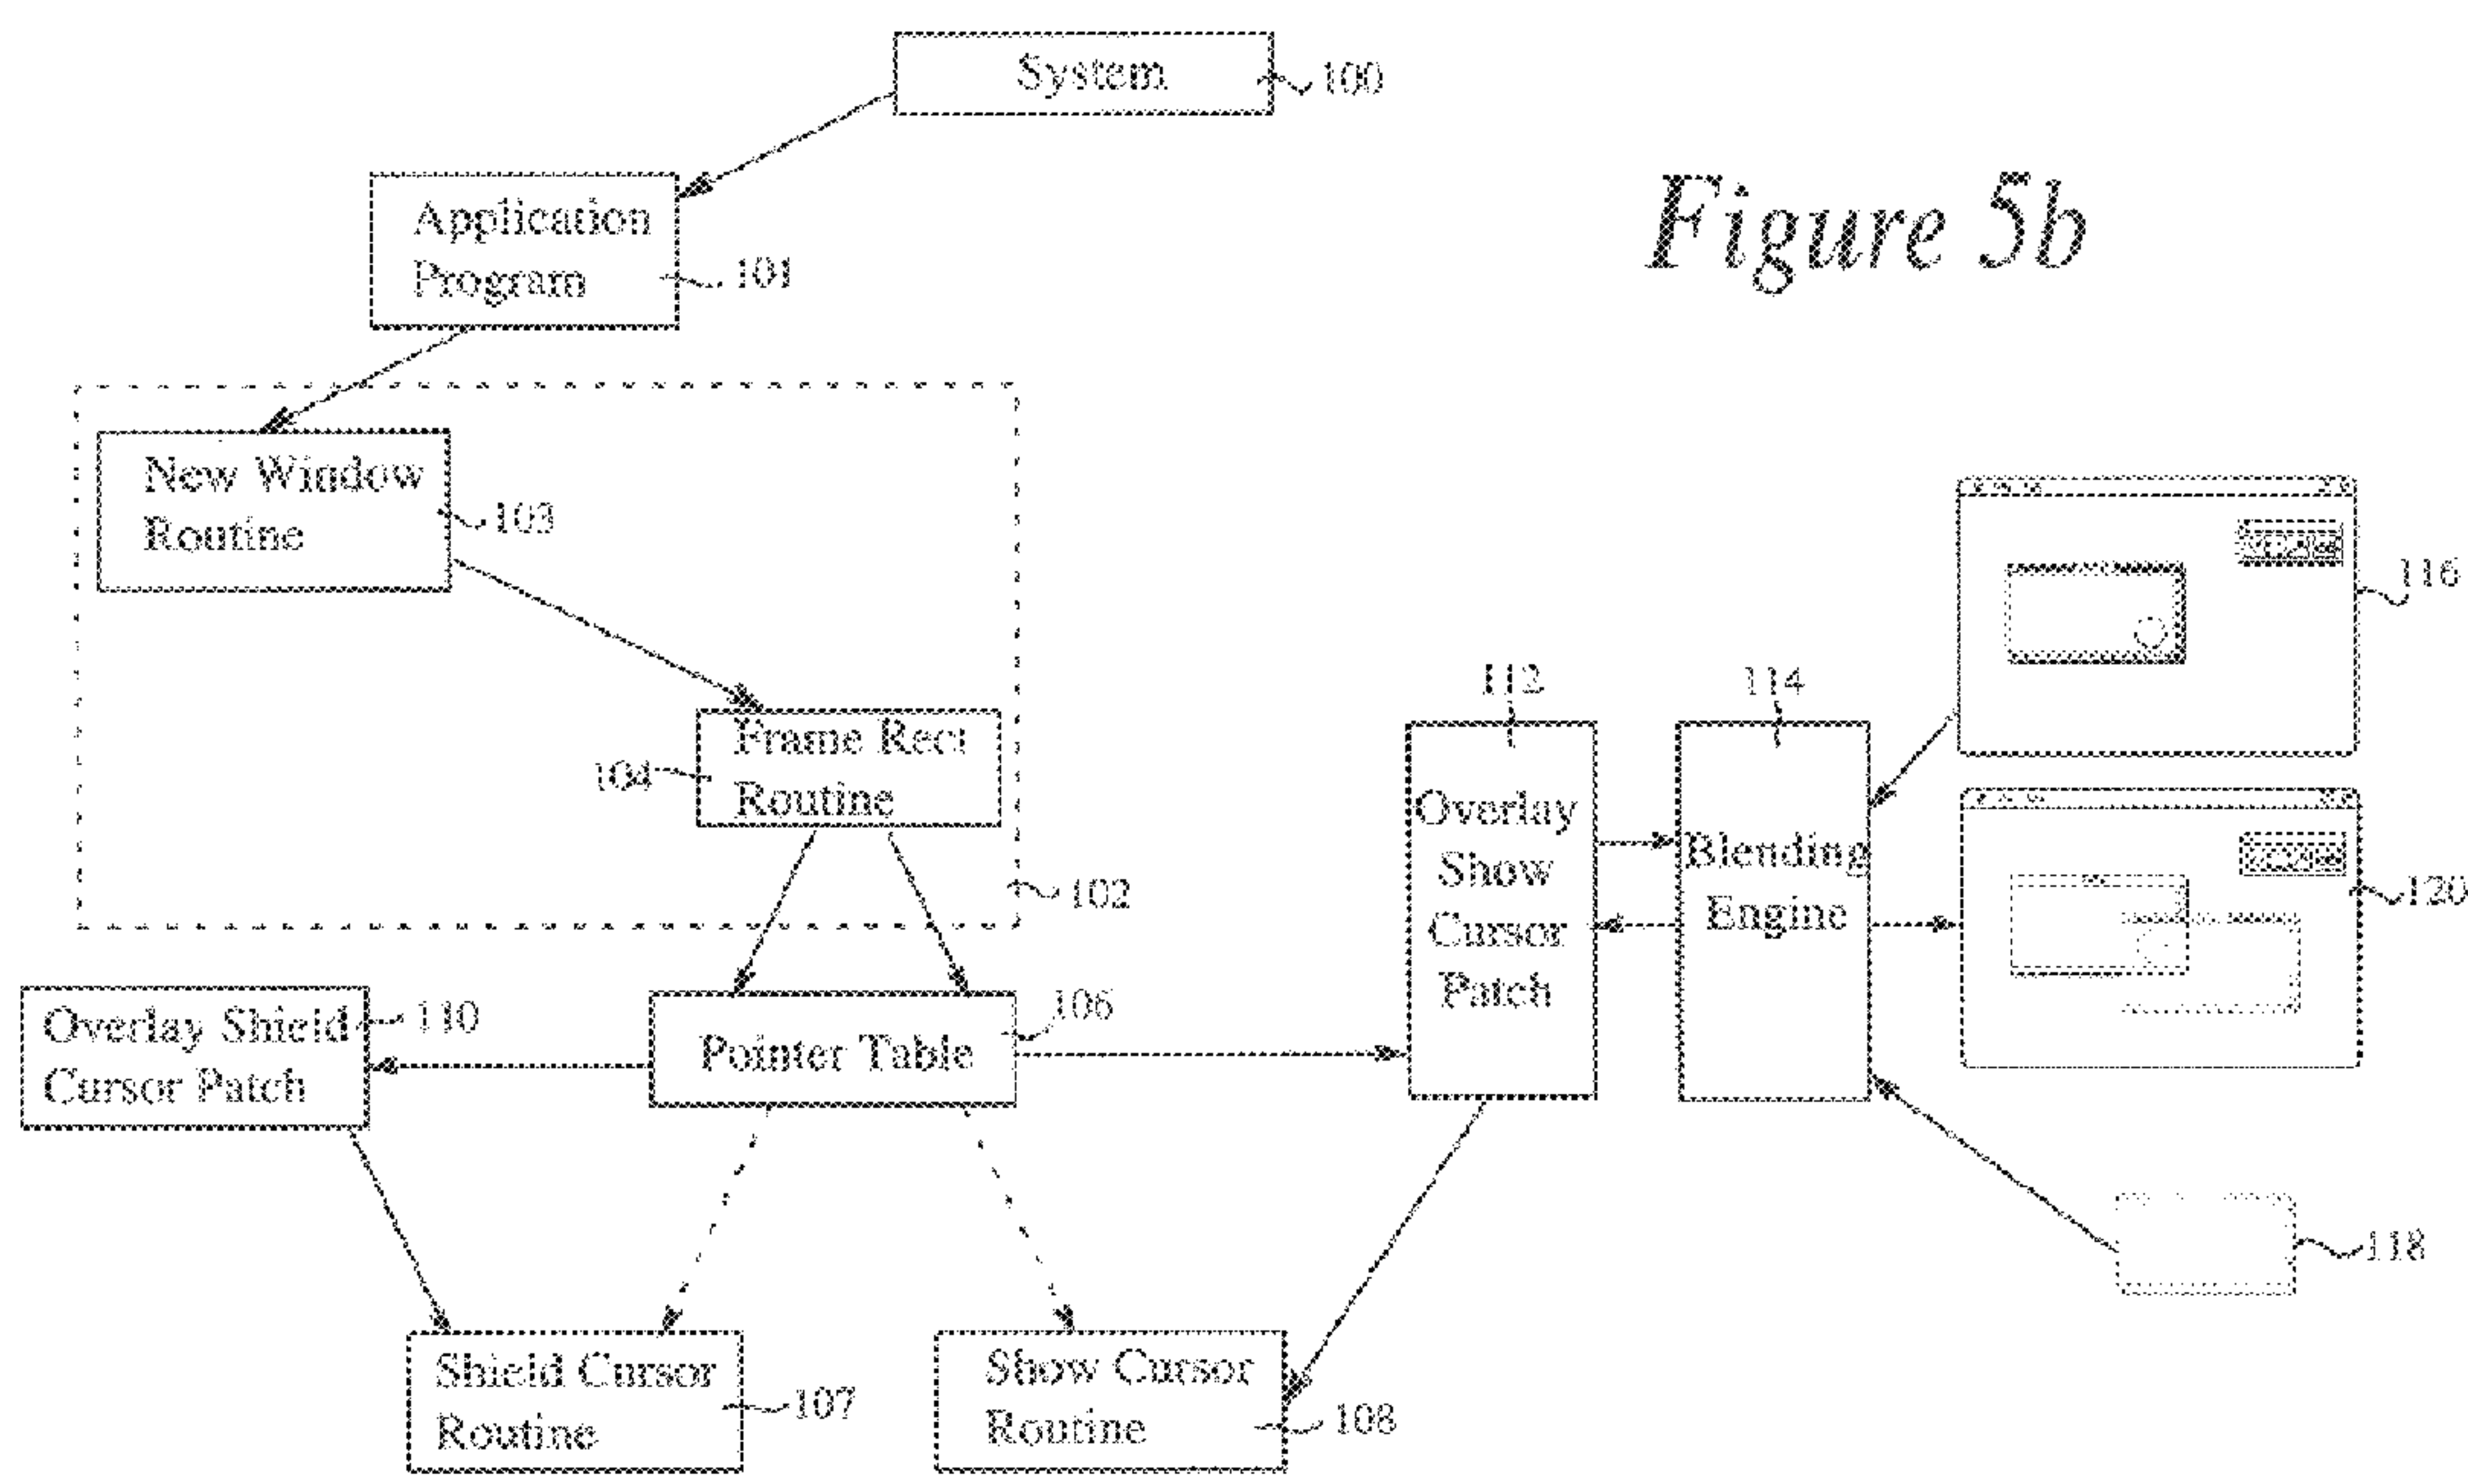 System
100
Figure 5b
Application
Program
101
New Window
Routine
103
116
112
114
Frame Rect
Routine
104
Overlay
Show
Cursor
Patch
Blending
Engine
102
120
Overlay Shield
Cursor Patch
110
Pointer Table
106
118
Shield Cursor
Routine
107
Show Cursor
Routine
108